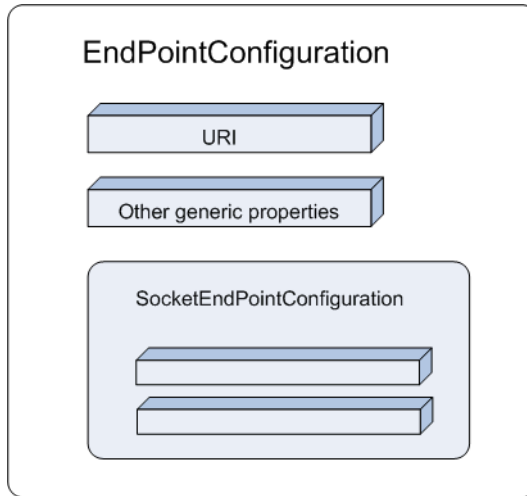 EndPointConfiguration
URI
Other generic properties
SocketEndPointConfiguration